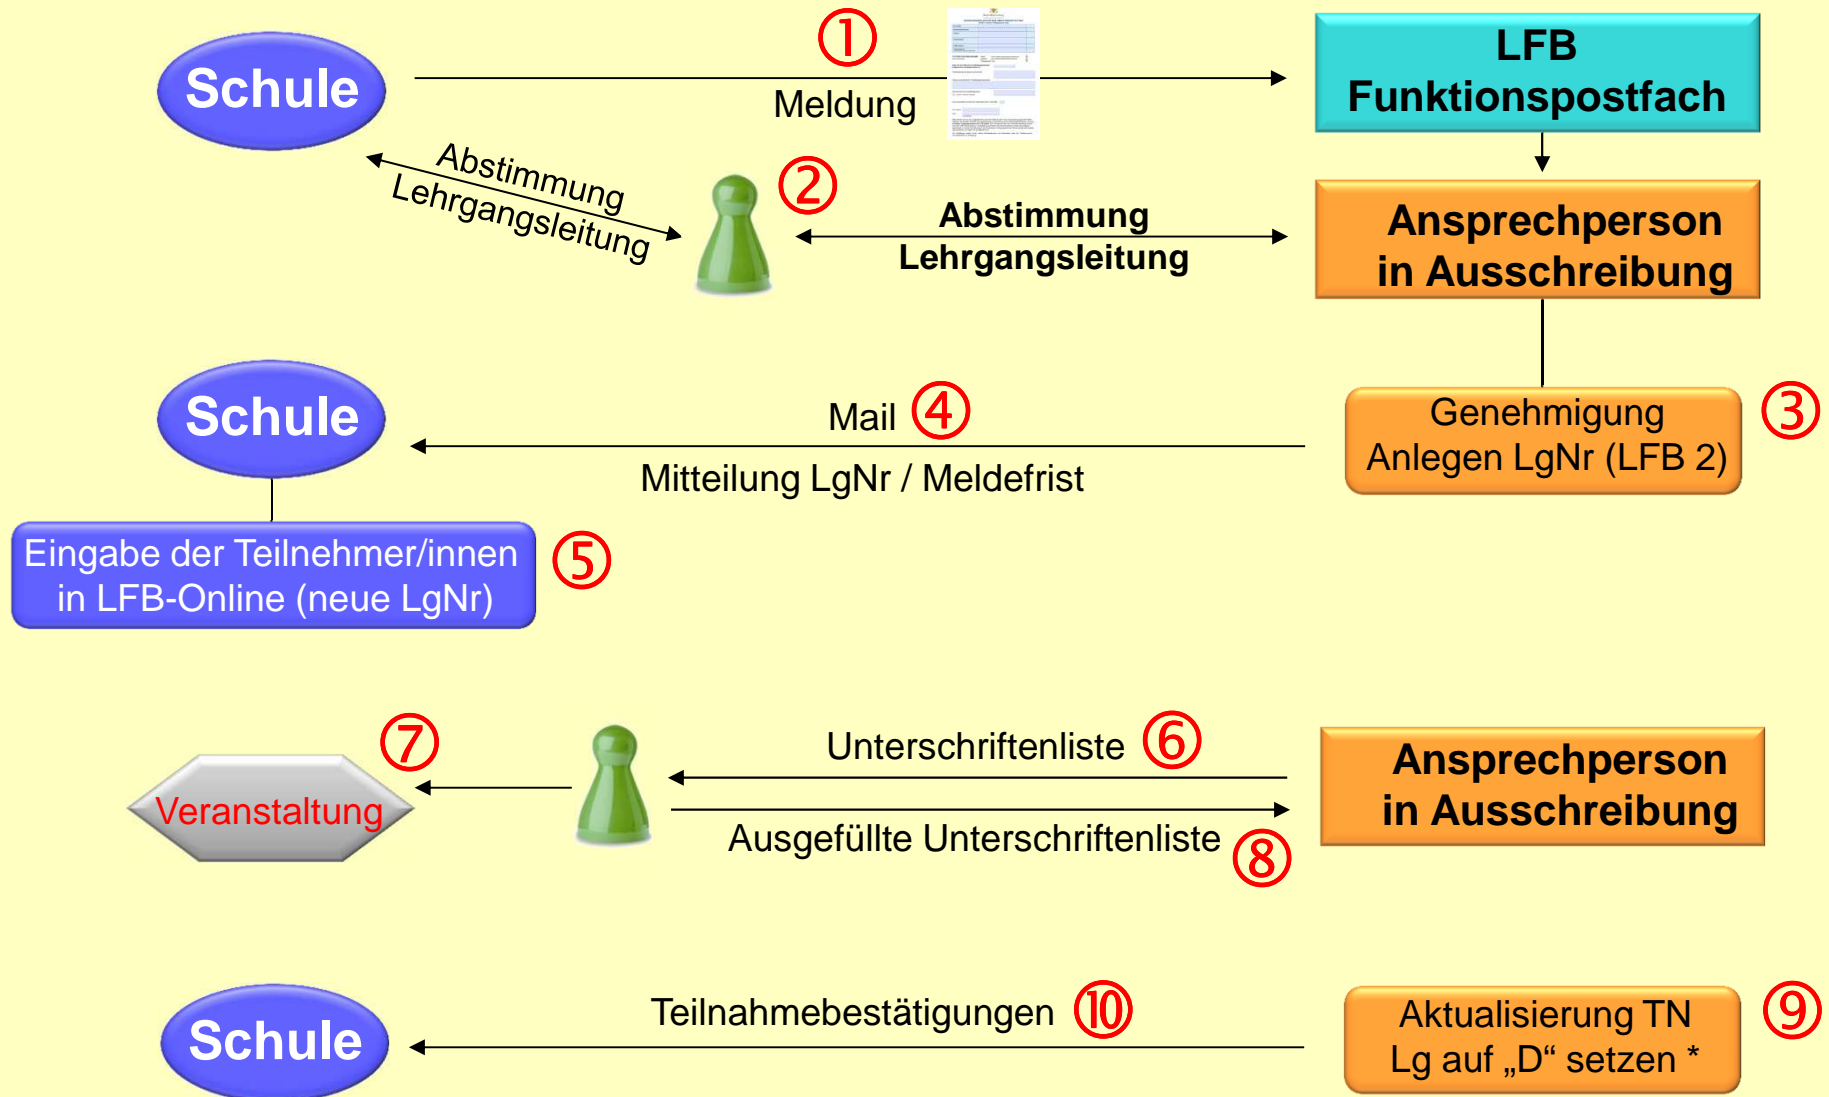 ①
Schule
Meldung
LFB
Funktionspostfach
Abstimmung
Lehrgangsleitung
②
Abstimmung
Lehrgangsleitung
Ansprechperson
in Ausschreibung
Schule
Mail ④
Mitteilung LgNr / Meldefrist
Genehmigung
Anlegen LgNr (LFB 2)
③
Eingabe der Teilnehmer/innen
in LFB-Online (neue LgNr)
⑤
⑦
Veranstaltung
Unterschriftenliste ⑥
Ausgefüllte Unterschriftenliste
⑧
Ansprechperson
in Ausschreibung
Schule
Teilnahmebestätigungen ⑩
Aktualisierung TN
Lg auf „D“ setzen *
⑨